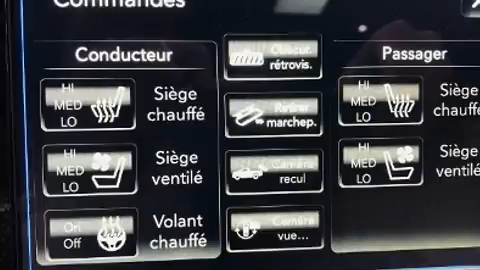 Commandes
Conducteur
HI
MED
LO
Siège
chauffé
HI
MED
LO
Siège
ventilé
On
Off
Volant
chauffé
rétrovis.
Retirer
marchep.
Caméra
recul
Caméra
vue...
Passager
HI
MED
LO
Siège
chauffé
HI
MED
LO
Siège
ventilé